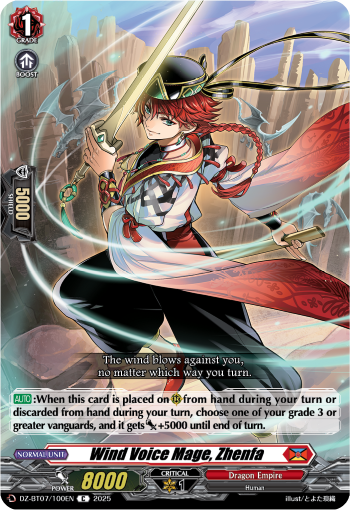 1
GRADE
BOOST
5000
SHIELD
The wind blows against you,
no matter which way you turn.
AUTO:When this card is placed on R from hand during your turn or
discarded from hand during your turn, choose one of your grade 3 or
greater vanguards, and it gets +5000 until end of turn.
NORMAL UNIT
Wind Voice Mage, Zhenfa
POWER
8000
CRITICAL
1
Dragon Empire
Human
DZ-BT07/100EN C 2025
illust/とよた瑣織